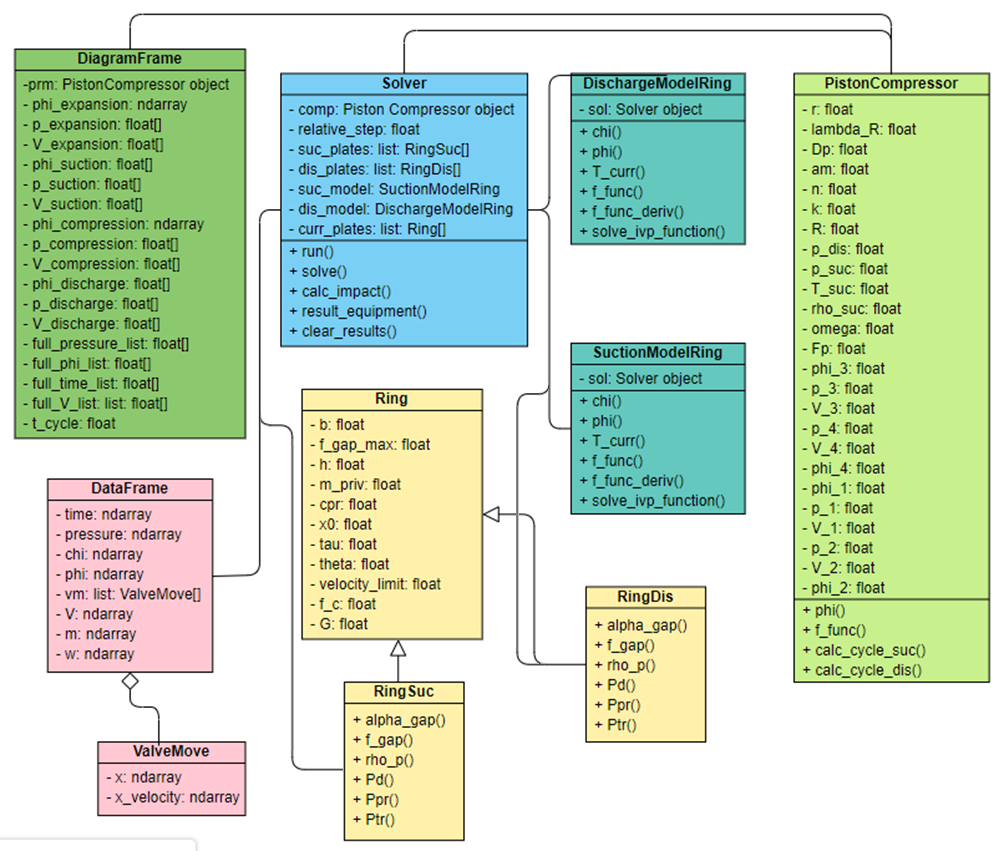 DiagramFrame
-prm: PistonCompressor object
- phi_expansion: ndarray
- p_expansion: float[]
- V_expansion: float[]
- phi_suction: float[]
- p_suction: float[]
- V_suction: float[]
- phi_compression: ndarray
- p_compression: float[]
- V_compression: float[]
- phi_discharge: float[]
- p_discharge: float[]
- V_discharge: float[]
- full_pressure_list: float[]
- full_phi_list: float[]
- full_time_list: float[]
- full_V_list: list: float[]
- t_cycle: float
Solver
- comp: Piston Compressor object
- relative_step: float
- suc_plates: list: RingSuc[]
- dis_plates: list: RingDis[]
- suc_model: SuctionModelRing
- dis_model: DischargeModelRing
- curr_plates: list: Ring[]
+ run()
+ solve()
+ calc_impact()
+ result_equipment()
+ clear_results()
DischargeModelRing
- sol: Solver object
+ chi()
+ phi()
+ T_curr()
+ f_func()
+ f_func_deriv()
+ solve_ivp_function()
PistonCompressor
- r: float
- lambda_R: float
- Dp: float
- am: float
- n: float
- k: float
- R: float
- p_dis: float
- p_suc: float
- T_suc: float
- rho_suc: float
- omega: float
- Fp: float
- phi_3: float
- p_3: float
- V_3: float
- p_4: float
- V_4: float
- phi_4: float
- phi_1: float
- p_1: float
- V_1: float
- p_2: float
- V_2: float
- phi_2: float
+ phi()
+ f_func()
+ calc_cycle_suc()
+ calc_cycle_dis()
SuctionModelRing
- sol: Solver object
+ chi()
+ phi()
+ T_curr()
+ f_func()
+ f_func_deriv()
+ solve_ivp_function()
Ring
- b: float
- f_gap_max: float
- h: float
- m_priv: float
- cpr: float
- x0: float
- tau: float
- theta: float
- velocity_limit: float
- f_c: float
- G: float
DataFrame
- time: ndarray
- pressure: ndarray
- chi: ndarray
- phi: ndarray
- vm: list: ValveMove[]
- V: ndarray
- m: ndarray
- w: ndarray
RingDis
+ alpha_gap()
+ f_gap()
+ rho_p()
+ Pd()
+ Ppr()
+ Ptr()
RingSuc
+ alpha_gap()
+ f_gap()
+ rho_p()
+ Pd()
+ Ppr()
+ Ptr()
ValveMove
- x: ndarray
- x_velocity: ndarray